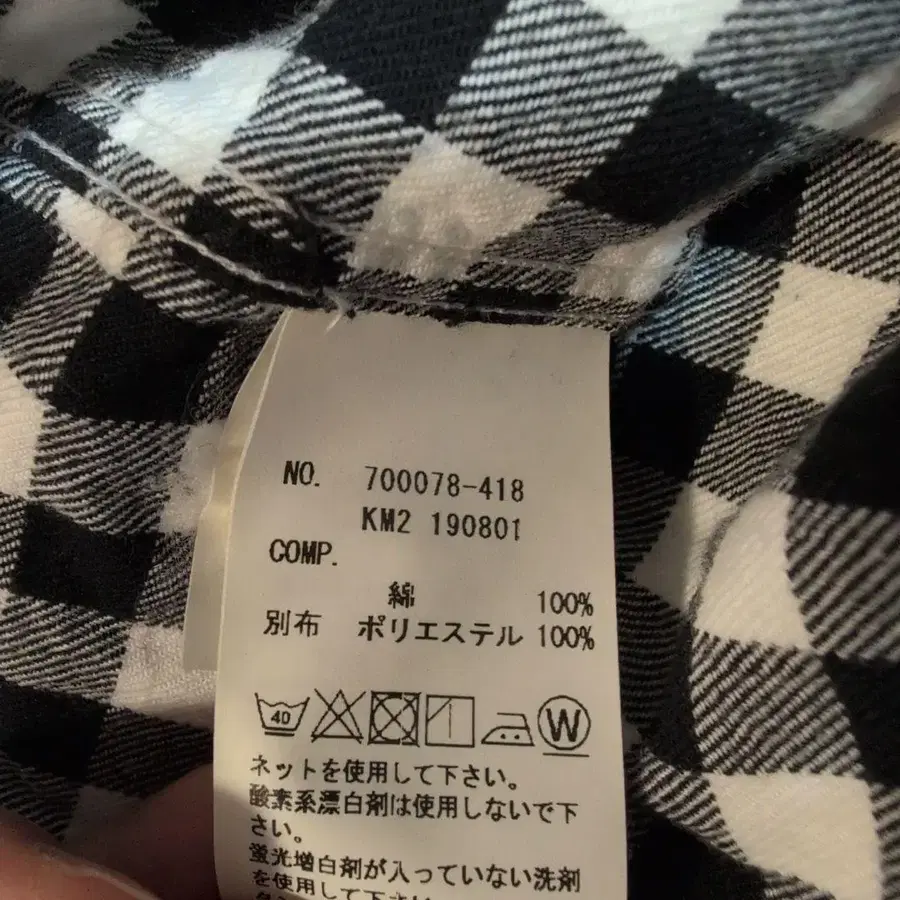 NO. 700078-418
KM2 190801
COMP.
綿 100%
別布 ポリエステル 100%
40
W
ネットを使用して下さい。
酸素系漂白剤は使用しないで下
さい。
蛍光増白剤が入っていない洗剤
を使用して下さい